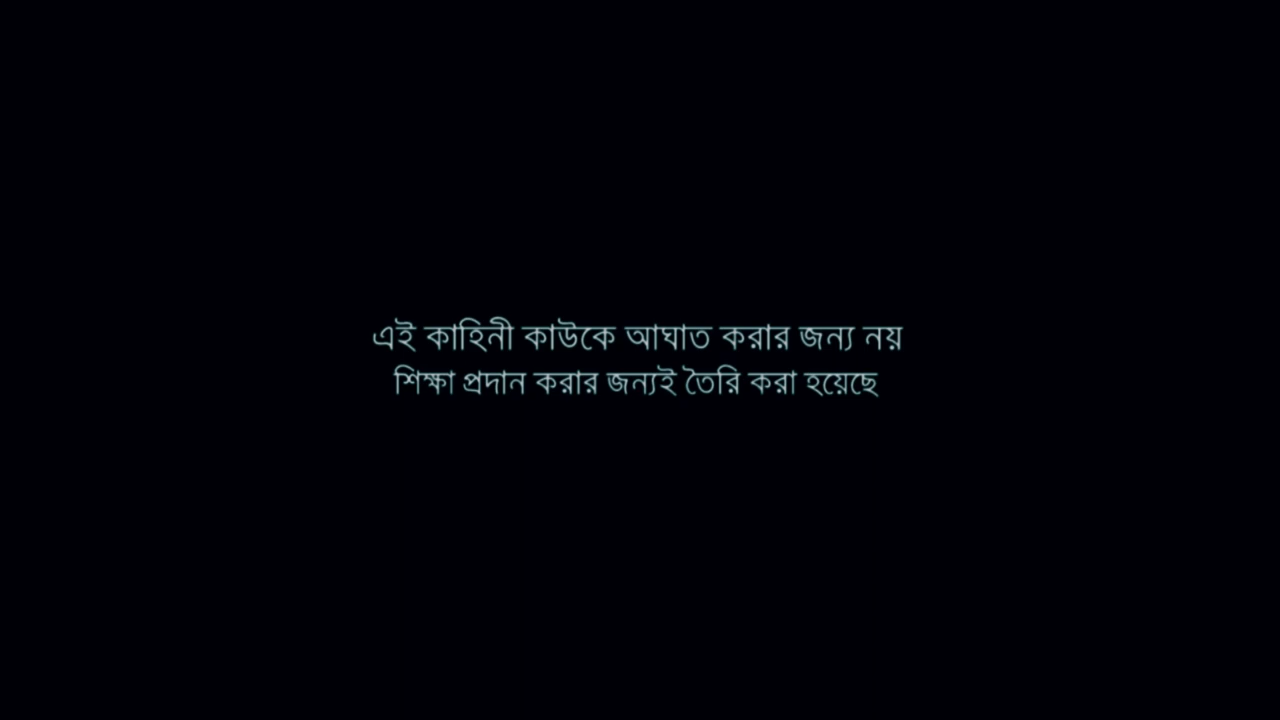 এই কাহিনী কাউকে আঘাত করার জন্য নয়
শিক্ষা প্রদান করার জন্যই তৈরি করা হয়েছে